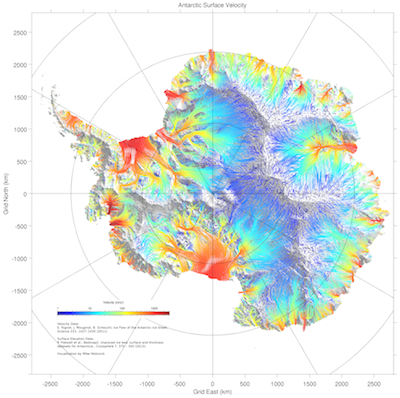 Antarctic Surface Velocity
2500
2000
1500
1000
500
0
-500
-1000
-1500
-2000
-2500
Grid North (km)
Velocity (m/yr)
10
100
1000
Velocity Data:
E. Rignot, J. Mouginot, B. Scheuchl, Ice Flow of the Antarctic Ice Sheet,
Science 333, 1427-1430 (2011).
Surface Elevation Data:
P. Fretwell et al., Bedmap2: improved ice bed, surface and thickness
datasets for Antarctica, Cryosphere 7, 375 - 393 (2013).
Visualization by Mike
-2500 -2000 -1500 -1000 -500 0 500 1000 1500 2000 2500
Grid East (km)